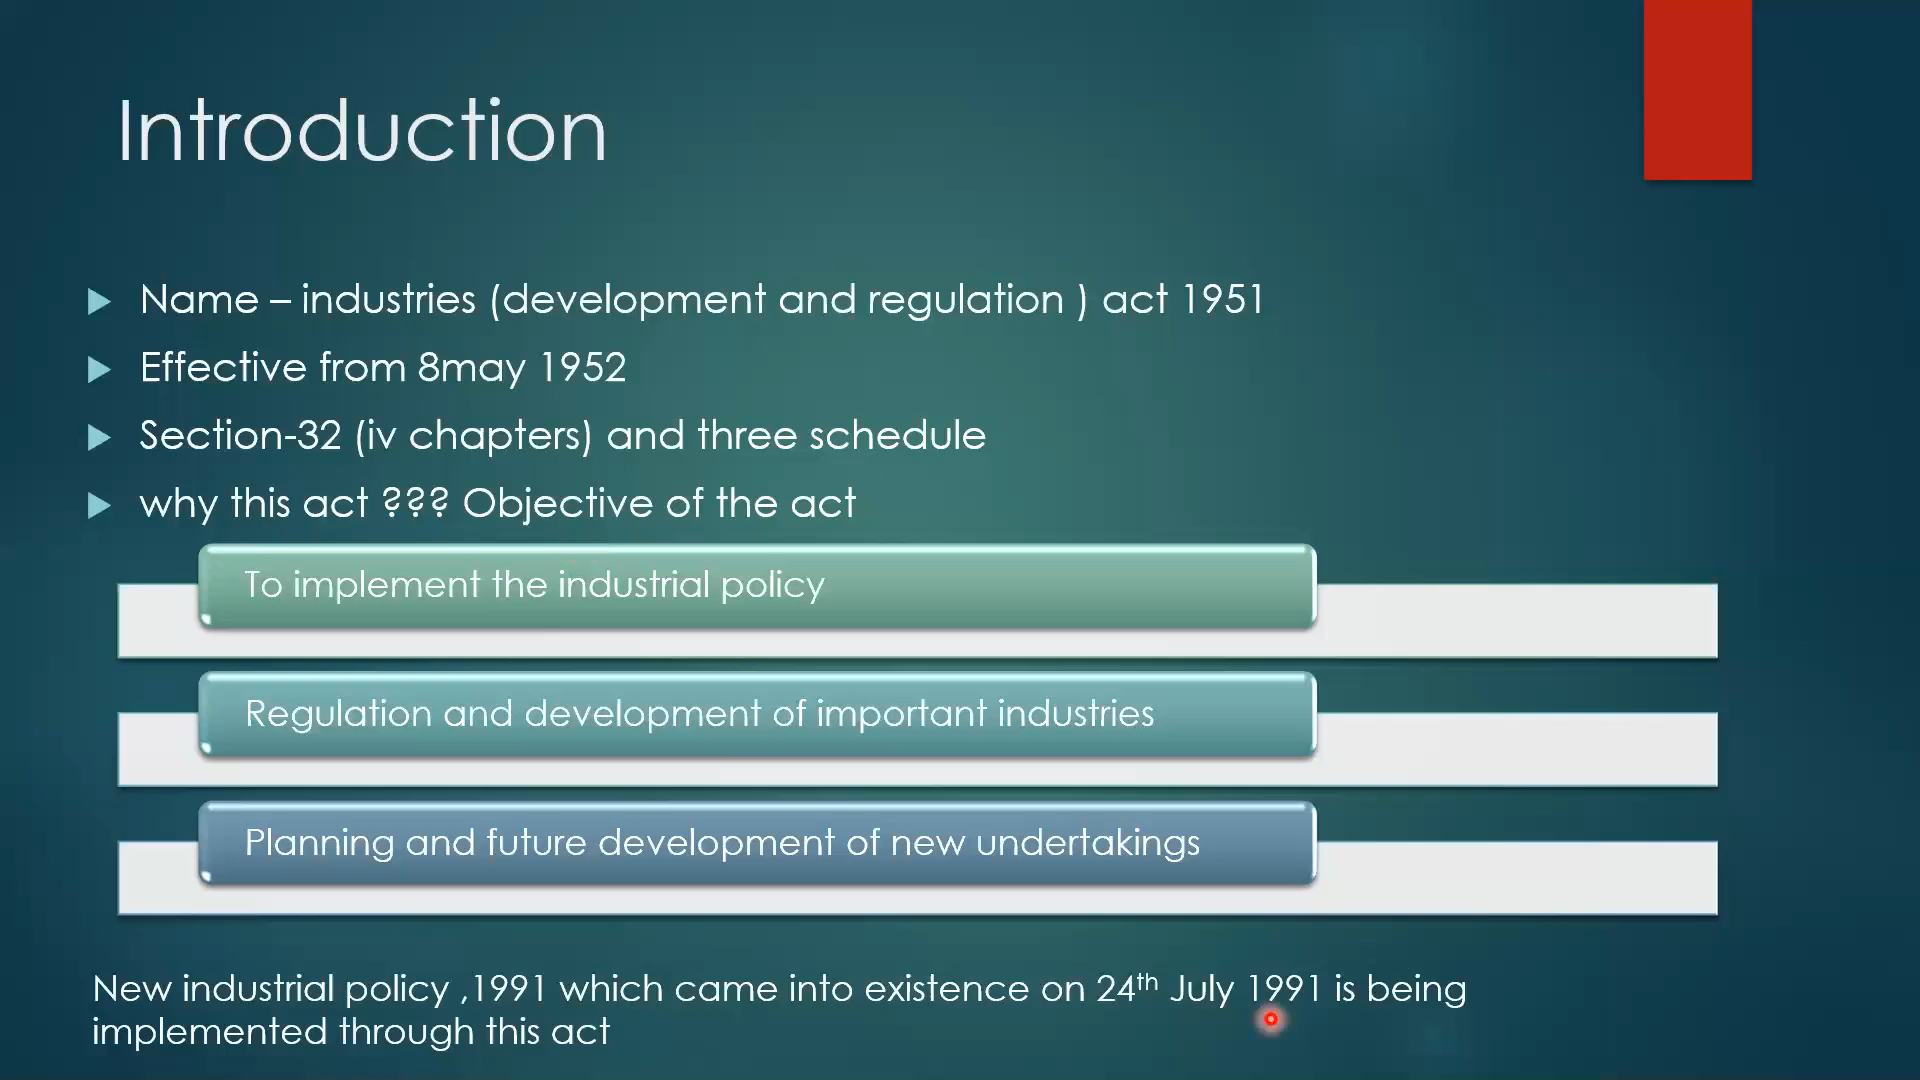 Introduction
Name – industries (development and regulation ) act 1951
Effective from 8may 1952
Section-32 (iv chapters) and three schedule
why this act ??? Objective of the act
To implement the industrial policy
Regulation and development of important industries
Planning and future development of new undertakings
New industrial policy ,1991 which came into existence on 24th July 1991 is being
implemented through this act